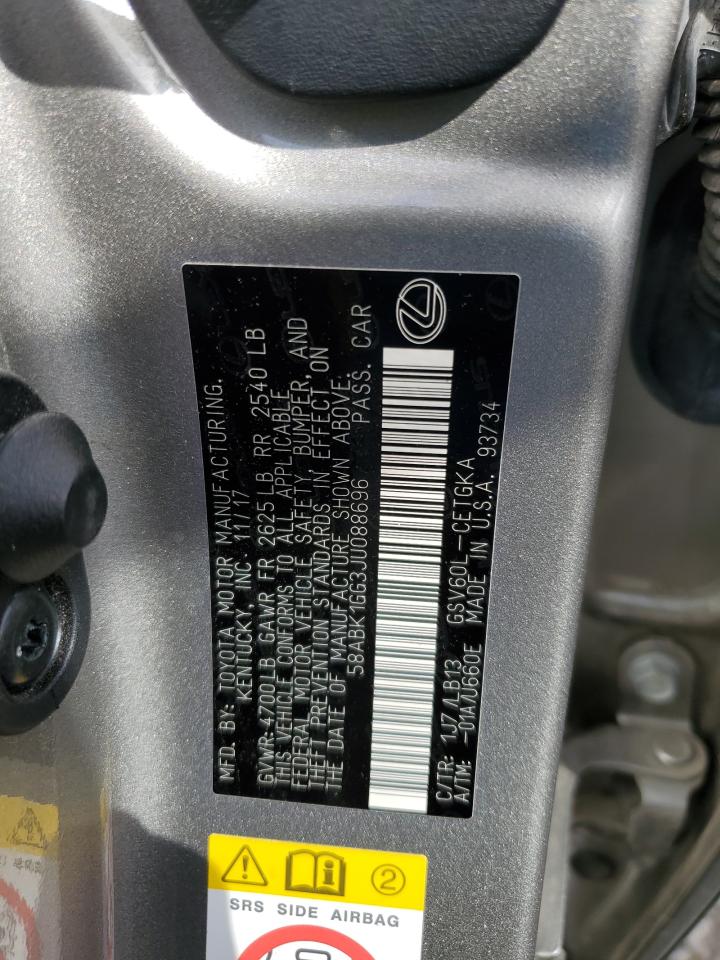 MFD. BY: TOYOTA MOTOR MANUFACTURING.
KENTUCKY, INC. 11/17
GVWR 4700 LB GAWR FR 2625 LB RR 2540 LB
THIS VEHICLE CONFORMS TO ALL APPLICABLE
FEDERAL MOTOR VEHICLE SAFETY, BUMPER, AND
THEFT PREVENTION STANDARDS IN EFFECT ON
THE DATE OF MANUFACTURE SHOWN ABOVE.
58ABK1GG3JU088696 PASS. CAR
C/TR: 1J7/LB13 GSV60L-CETGKA
A/TM: -01A/U660E MADE IN U.S.A. 93734
2
SRS SIDE AIRBAG